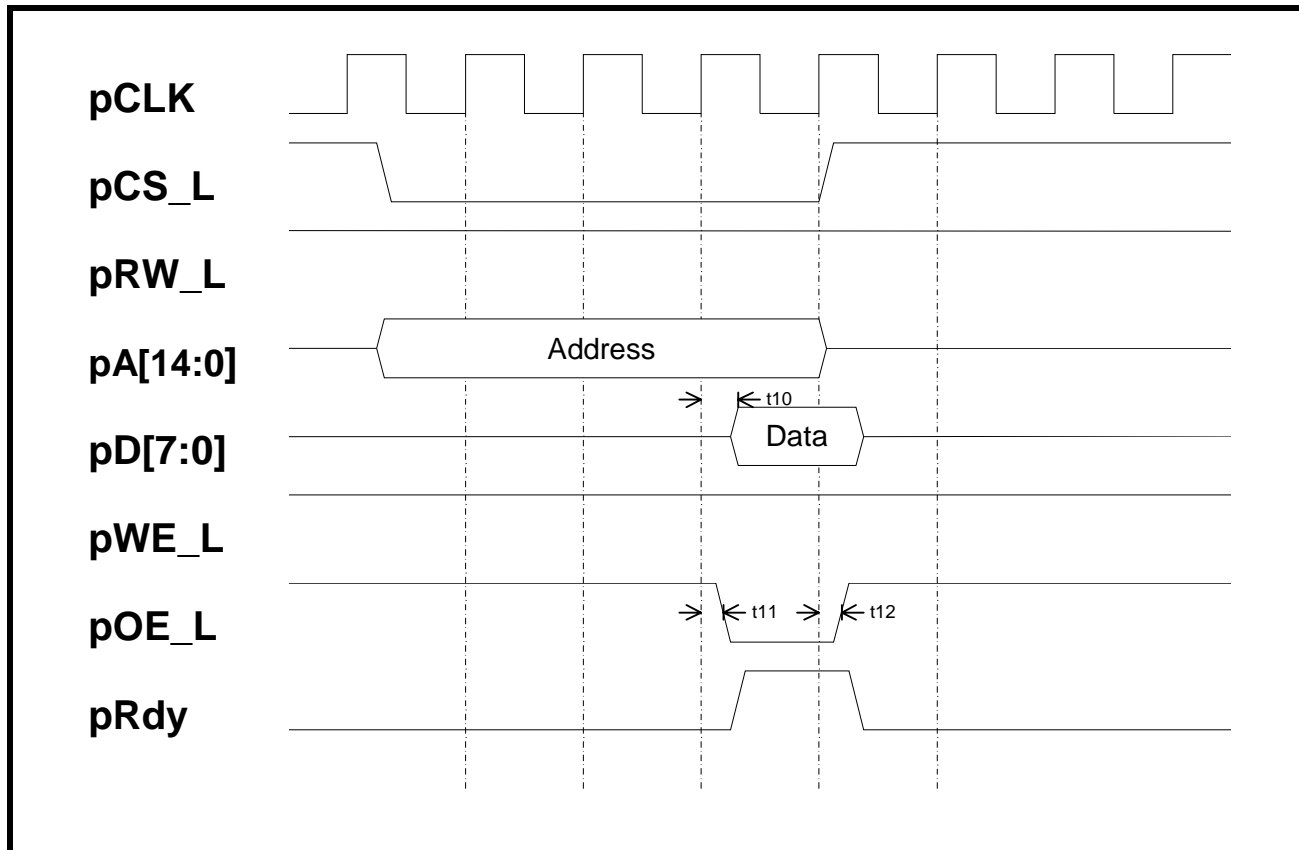 pCLK
pCS_L
pRW_L
pA[14:0]
Address
t10
pD[7:0]
Data
pWE_L
pOE_L
t11
t12
pRdy